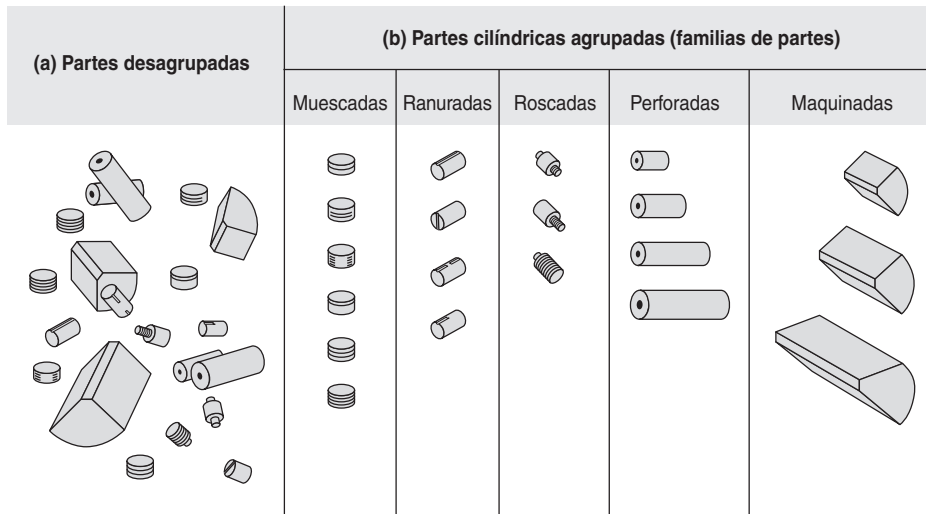 (a) Partes desagrupadas
(b) Partes cilíndricas agrupadas (familias de partes)
Muescadas
Ranuradas
Roscadas
Perforadas
Maquinadas